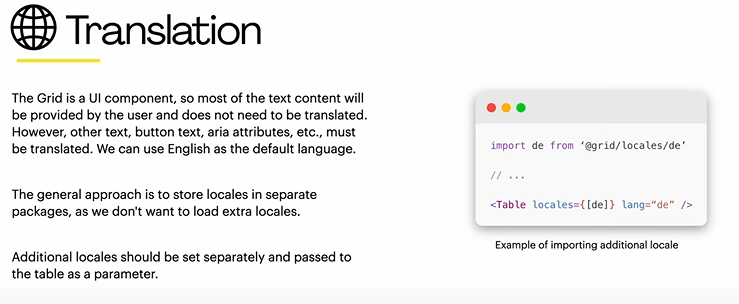 Translation
The Grid is a UI component, so most of the text content will
be provided by the user and does not need to be translated.
However, other text, button text, aria attributes, etc., must
be translated. We can use English as the default language.
The general approach is to store locales in separate
packages, as we don't want to load extra locales.
Additional locales should be set separately and passed to
the table as a parameter.
import de from ‘@grid/locales/de’
// ...
<Table locales={[de]} lang=“de” />
Example of importing additional locale